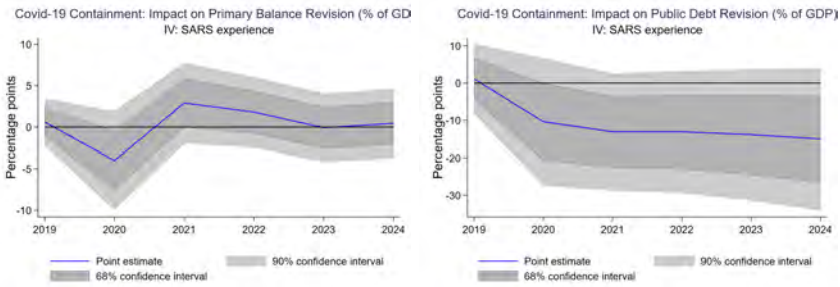 Covid-19 Containment: Impact on Primary Balance Revision (% of GD
IV: SARS experience
Percentage points
10
5
0
-5
-10
2019 2020 2021 2022 2023 2024
Point estimate 90% confidence interval
68% confidence interval
Covid-19 Containment: Impact on Public Debt Revision (% of GDP)
IV: SARS experience
Percentage points
10
0
-10
-20
-30
2019 2020 2021 2022 2023 2024
Point estimate 90% confidence interval
68% confidence interval